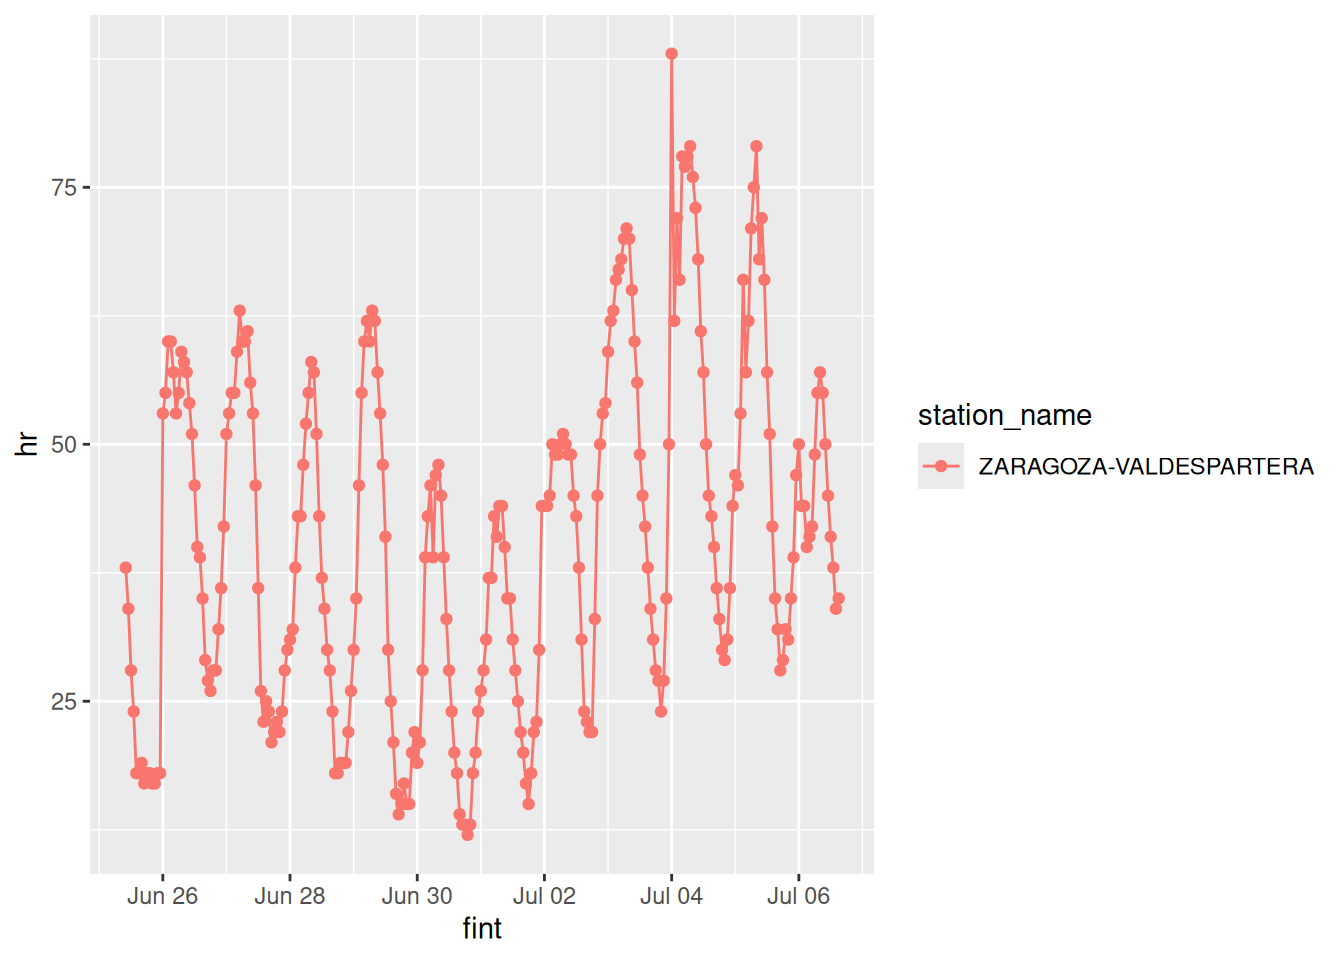 75
50
25
hr
Jun 26
Jun 28
Jun 30
Jul 02
Jul 04
Jul 06
fint
station_name
ZARAGOZA-VALDESPARTERA